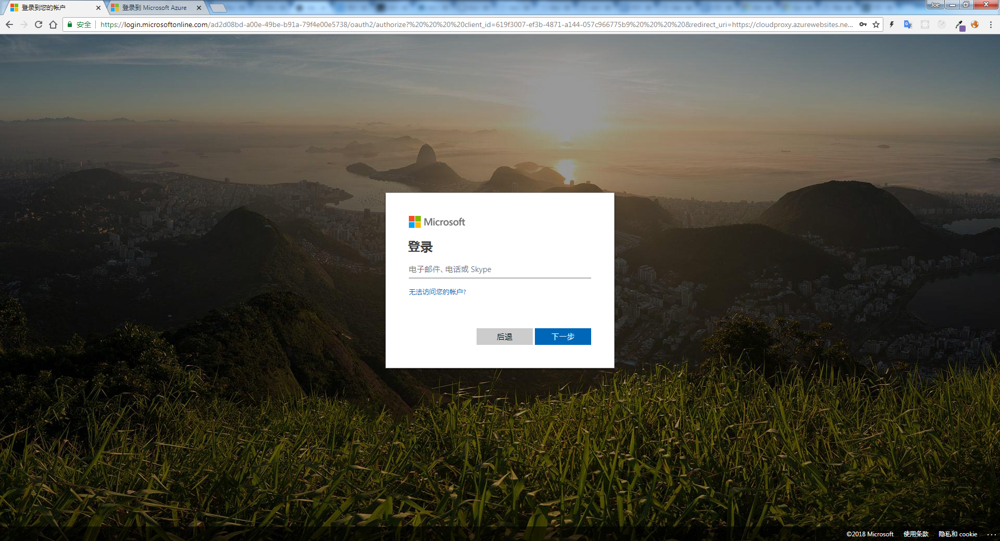 登录到您的帐户
登录到 Microsoft Azure
Joe
安全
https://login.microsoftonline.com/ad2d08bd-a00e-49be-b91a-79f4e00e5738/oauth2/authorize?%20%20%20%20client_id=619f3007-ef3b-4871-a144-057c966775b9%20%20%20%20&redirect_uri=https://cloudproxy.azurewebsites.ne...
Microsoft
登录
电子邮件、电话或 Skype
无法访问您的帐户?
后退
下一步
©2018 Microsoft
使用条款
隐私和 cookie
...